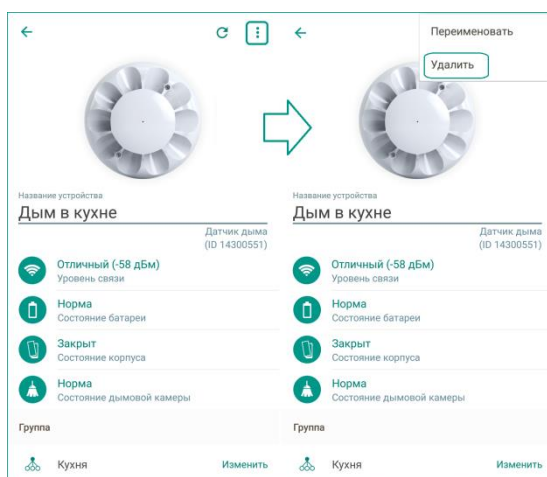 Название устройства
Дым в кухне
Датчик дыма
(ID 14300551)
Отличный (-58 дБм)
Уровень связи
Норма
Состояние батареи
Закрыт
Состояние корпуса
Норма
Состояние дымовой камеры
Группа
Кухня Изменить
Переименовать
Удалить
Название устройства
Дым в кухне
Датчик дыма
(ID 14300551)
Отличный (-58 дБм)
Уровень связи
Норма
Состояние батареи
Закрыт
Состояние корпуса
Норма
Состояние дымовой камеры
Группа
Кухня Изменить